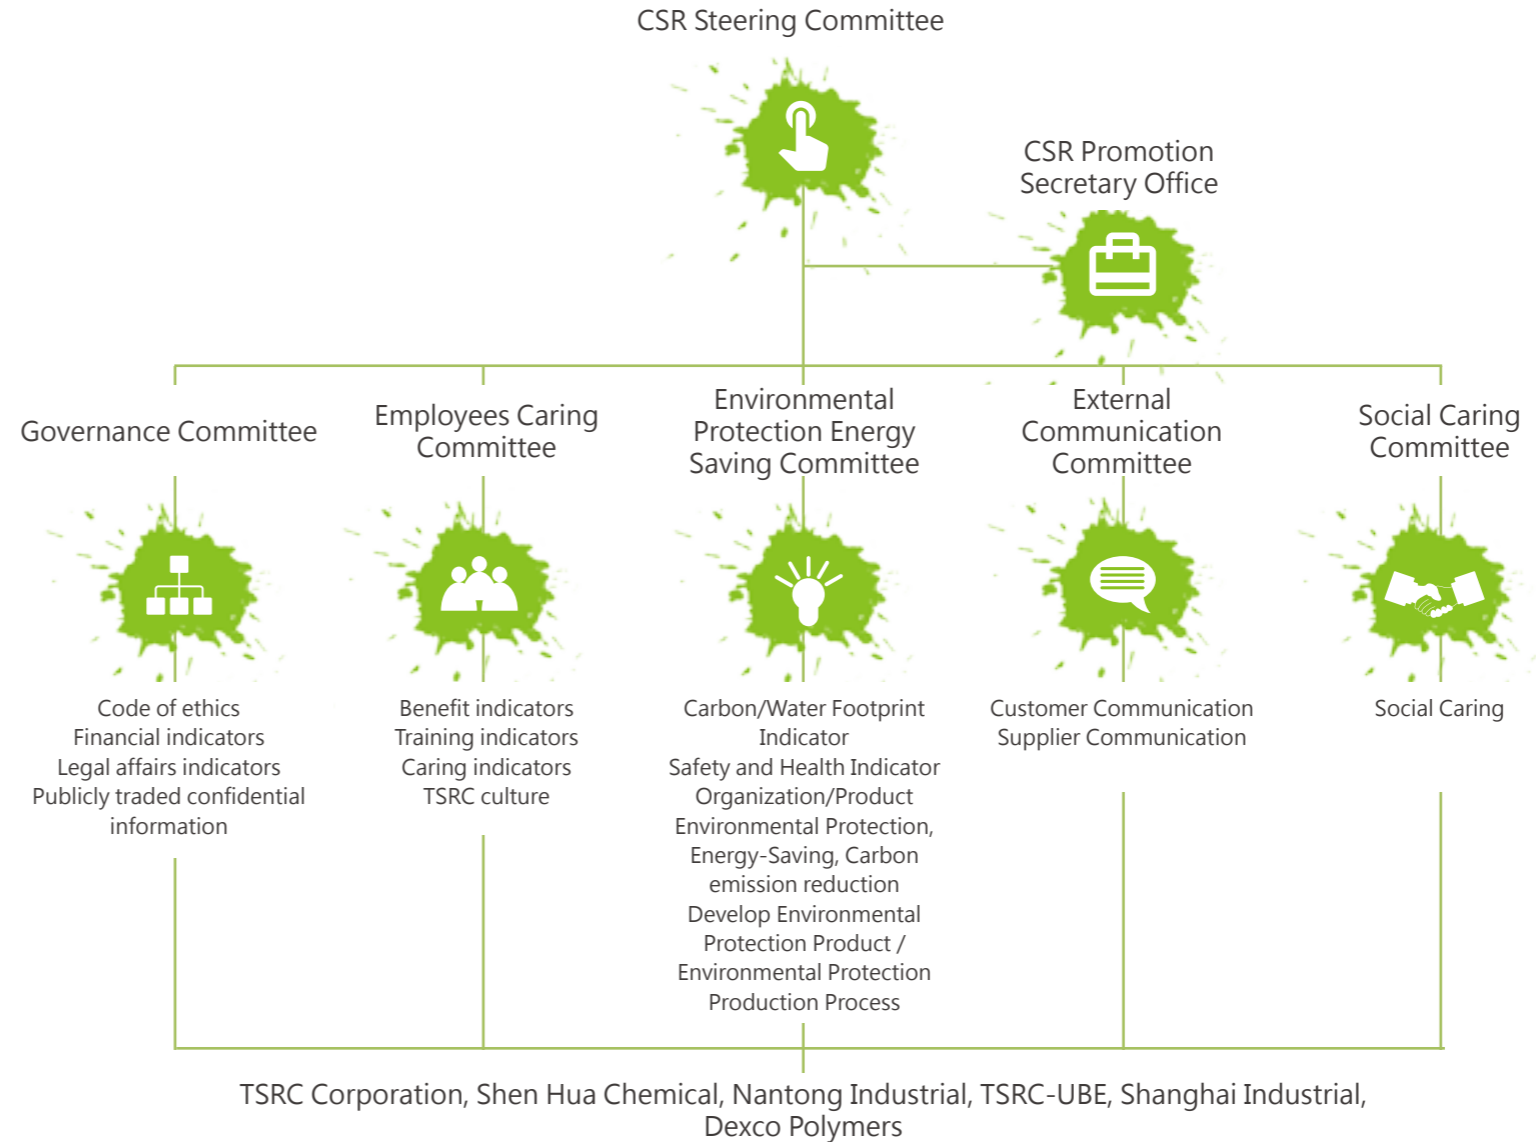 CSR Steering Committee
CSR Promotion
Secretary Office
Governance Committee
Employees Caring
Committee
Environmental
Protection Energy
Saving Committee
External
Communication
Committee
Social Caring
Committee
Code of ethics
Financial indicators
Legal affairs indicators
Publicly traded confidential
information
Benefit indicators
Training indicators
Caring indicators
TSRC culture
Carbon/Water Footprint
Indicator
Safety and Health Indicator
Organization/Product
Environmental Protection,
Energy-Saving, Carbon
emission reduction
Develop Environmental
Protection Product /
Environmental Protection
Production Process
Customer Communication
Supplier Communication
Social Caring
TSRC Corporation, Shen Hua Chemical, Nantong Industrial, TSRC-UBE, Shanghai Industrial,
Dexco Polymers